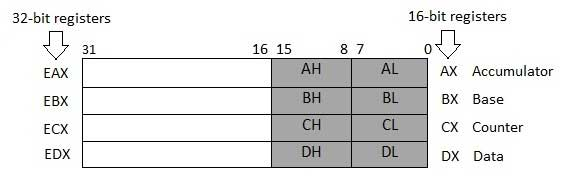 32-bit registers 16-bit registers
31 16 15 8 7 0
EAX AH AL AX Accumulator
EBX BH BL BX Base
ECX CH CL CX Counter
EDX DH DL DX Data